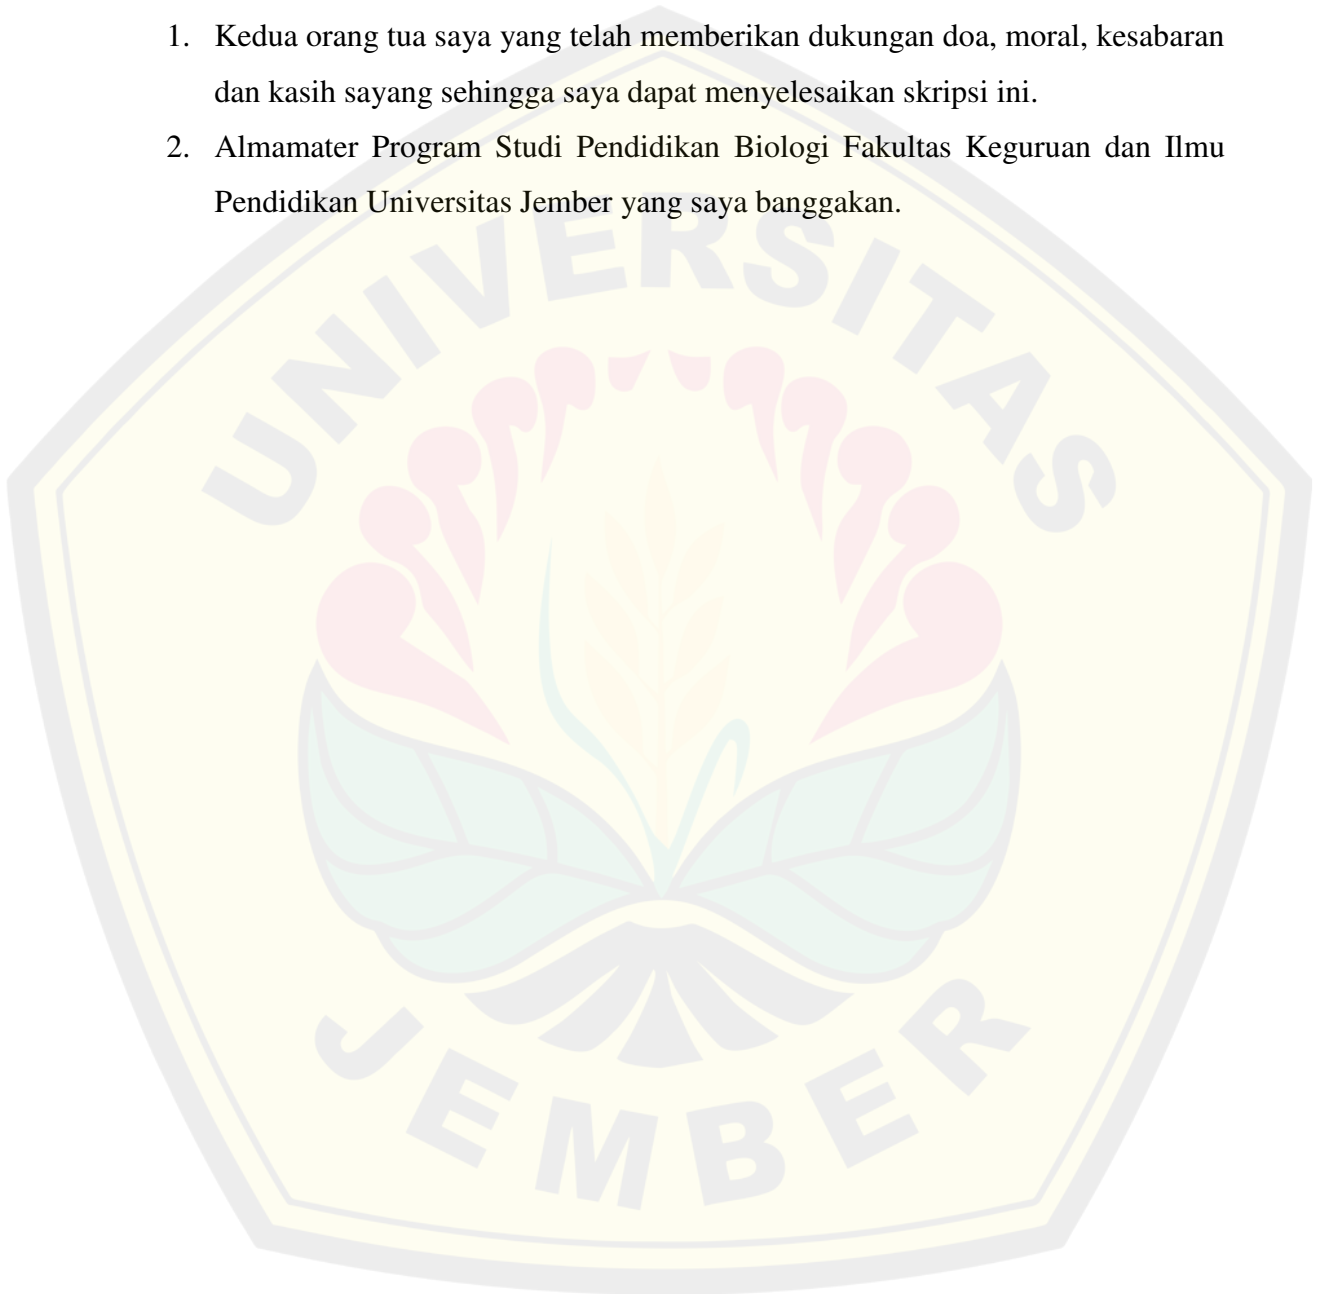 1. Kedua orang tua saya yang telah memberikan dukungan doa, moral, kesabaran
dan kasih sayang sehingga saya dapat menyelesaikan skripsi ini.
2. Almamater Program Studi Pendidikan Biologi Fakultas Keguruan dan Ilmu
Pendidikan Universitas Jember yang saya banggakan.
UNIVERSITAS
JEMBER